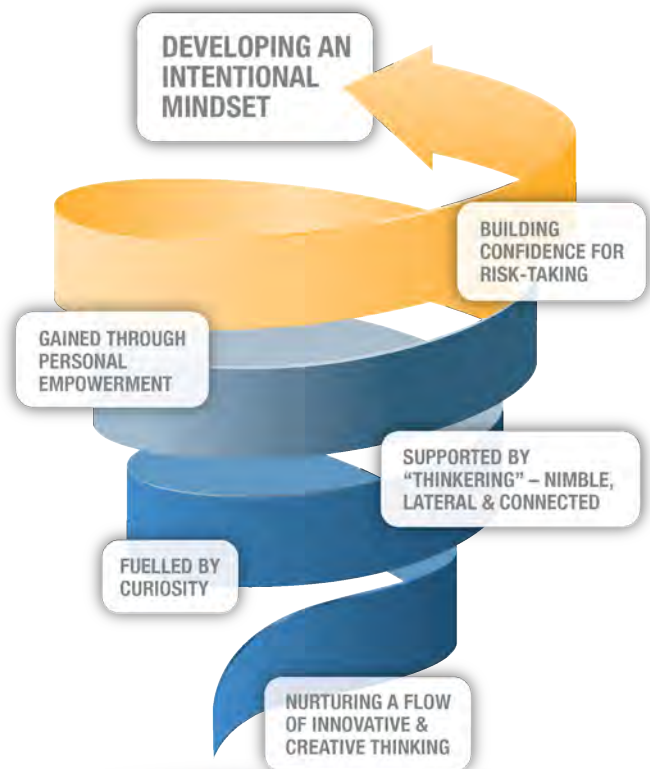 DEVELOPING AN
INTENTIONAL
MINDSET
BUILDING
CONFIDENCE FOR
RISK-TAKING
GAINED THROUGH
PERSONAL
EMPOWERMENT
SUPPORTED BY
“THINKERING” – NIMBLE,
LATERAL & CONNECTED
FUELLED BY
CURIOSITY
NURTURING A FLOW
OF INNOVATIVE &
CREATIVE THINKING